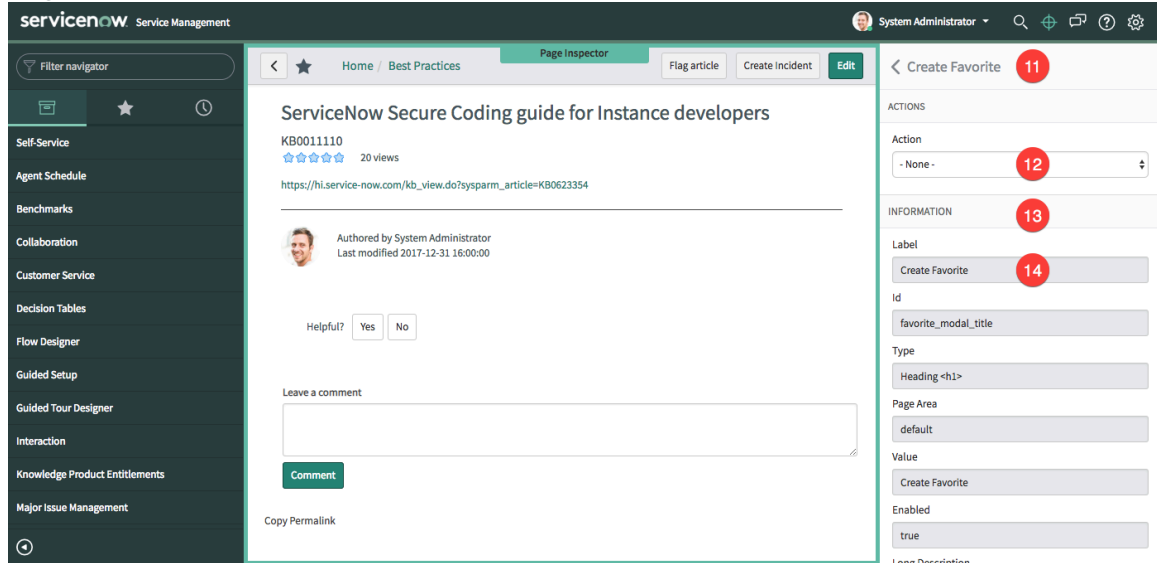 servicenow Service Management
System Administrator
Filter navigator
Self-Service
Agent Schedule
Benchmarks
Collaboration
Customer Service
Decision Tables
Flow Designer
Guided Setup
Guided Tour Designer
Interaction
Knowledge Product Entitlements
Major Issue Management
Page Inspector
Home / Best Practices
Flag article
Create Incident
Edit
ServiceNow Secure Coding guide for Instance developers
KB0011110
20 views
https://hi.service-now.com/kb_view.do?sysparm_article=KB0623354
Authored by System Administrator
Last modified 2017-12-31 16:00:00
Helpful? Yes No
Leave a comment
Comment
Copy Permalink
Create Favorite 11
ACTIONS
Action
- None - 12
INFORMATION 13
Label
Create Favorite 14
Id
favorite_modal_title
Type
Heading <h1>
Page Area
default
Value
Create Favorite
Enabled
true
Long Description